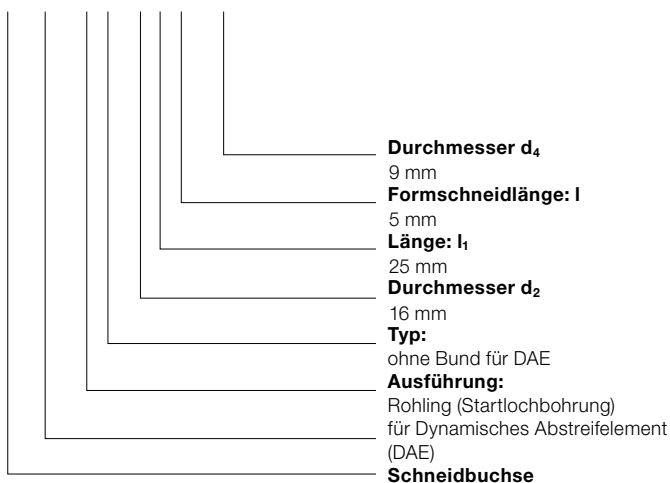 Durchmesser d₄
9 mm
Formschneidlänge: l
5 mm
Länge: l₁
25 mm
Durchmesser d₂
16 mm
Typ:
ohne Bund für DAE
Ausführung:
Rohling (Startlochbohrung)
für Dynamisches Abstreifelement
(DAE)
Schneidbuchse